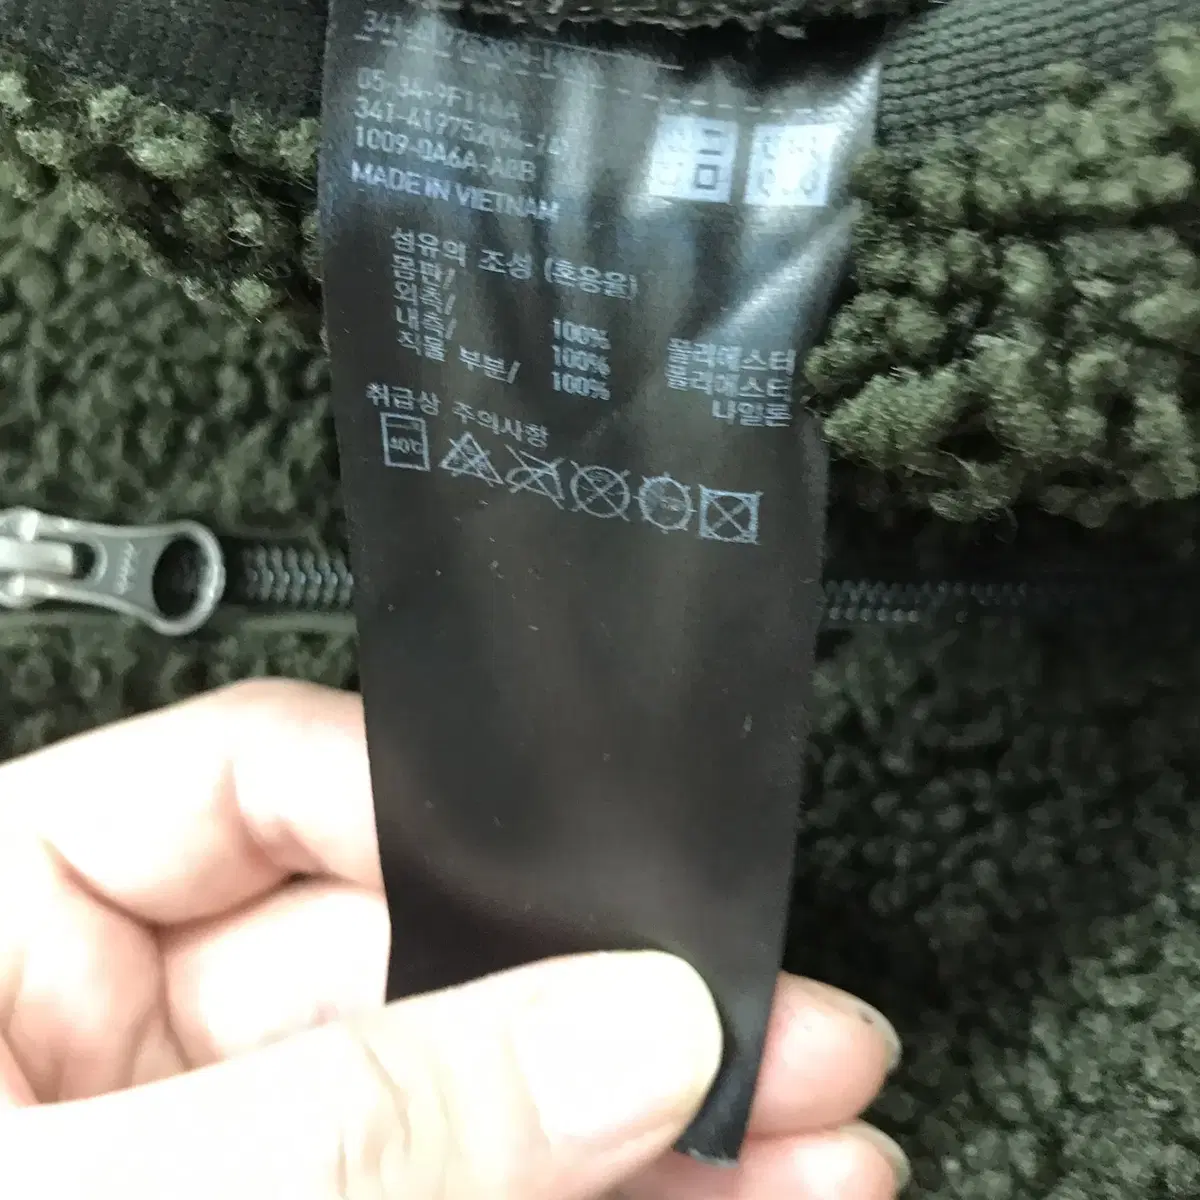 05-34-9F114A
341-419752(94-14)
1009-0A6A-A0B
MADE IN VIETNAM
섬유의 조성 (혼용율)
몸판/
외측/ 100% 폴리에스터
내측/ 100% 폴리에스터
직물 부분/ 100% 나일론
취급상 주의사항
40℃